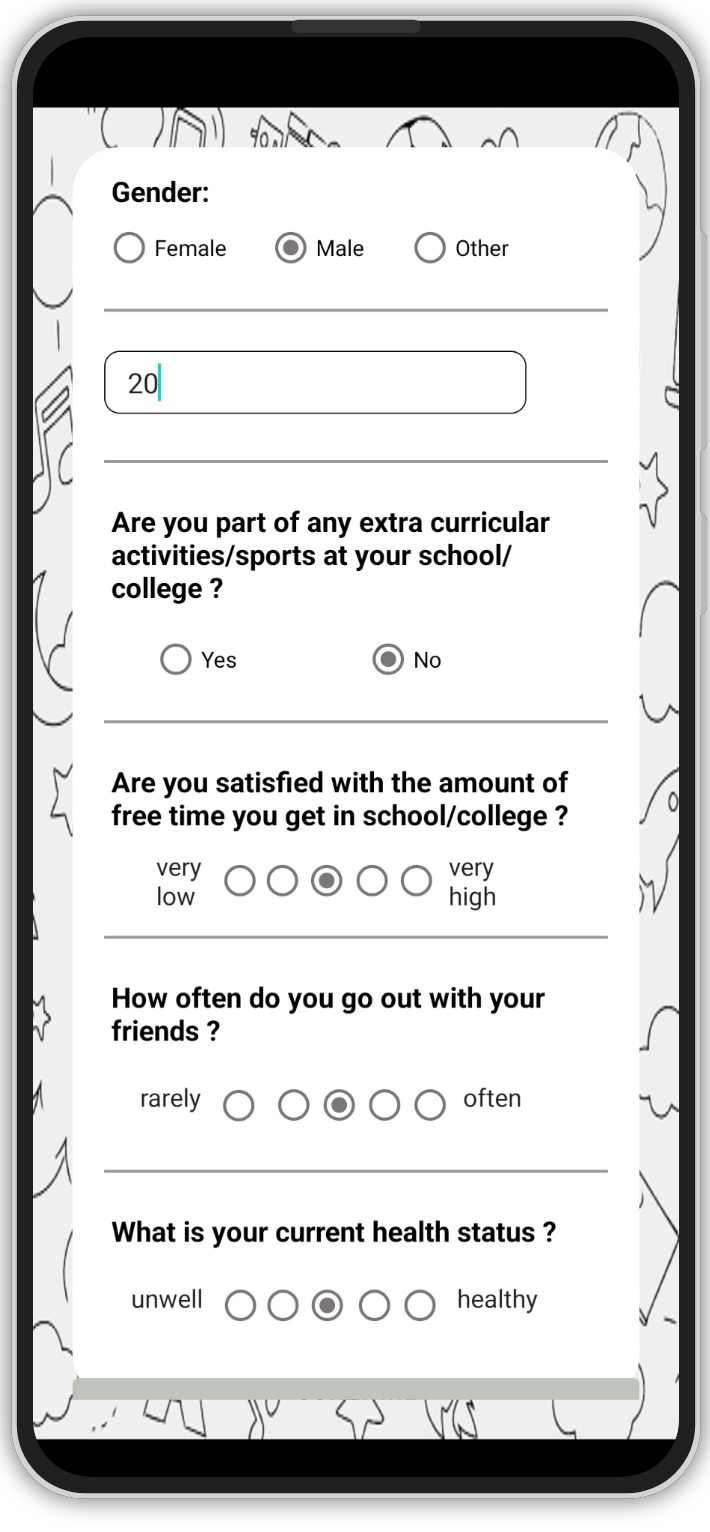 Gender:
Female Male Other
20
Are you part of any extra curricular
activities/sports at your school/
college ?
Yes No
Are you satisfied with the amount of
free time you get in school/college ?
very very
low high
How often do you go out with your
friends ?
rarely often
What is your current health status ?
unwell healthy